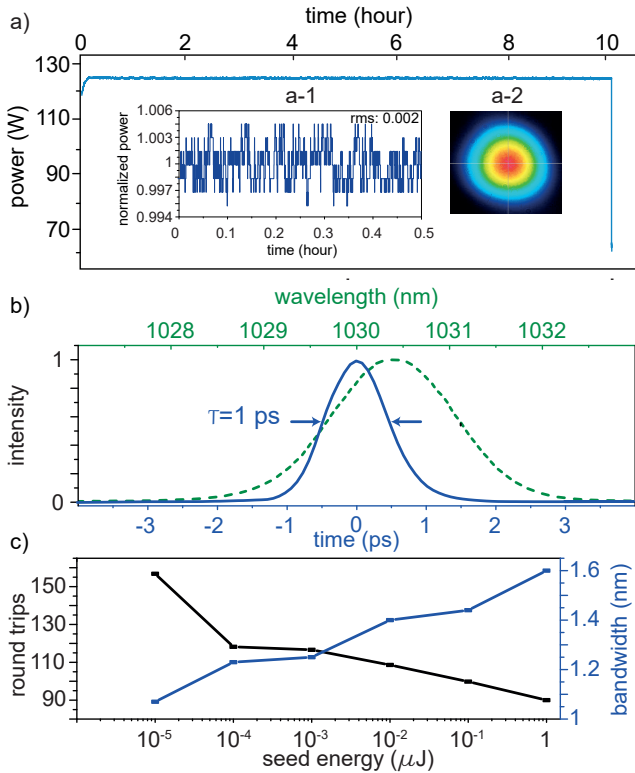 a)
time (hour)
0 2 4 6 8 10
130
110
90
70
power (W)
a-1
a-2
rms: 0.002
1.006
1.003
1
0.997
0.994
normalized power
0 0.1 0.2 0.3 0.4 0.5
time (hour)
b)
wavelength (nm)
1028 1029 1030 1031 1032
1
0
intensity
τ=1 ps
-3 -2 -1 0 1 2 3
time (ps)
c)
150
130
110
90
round trips
1.6
1.4
1.2
1
bandwidth (nm)
10⁻⁵ 10⁻⁴ 10⁻³ 10⁻² 10⁻¹ 1
seed energy (μJ)